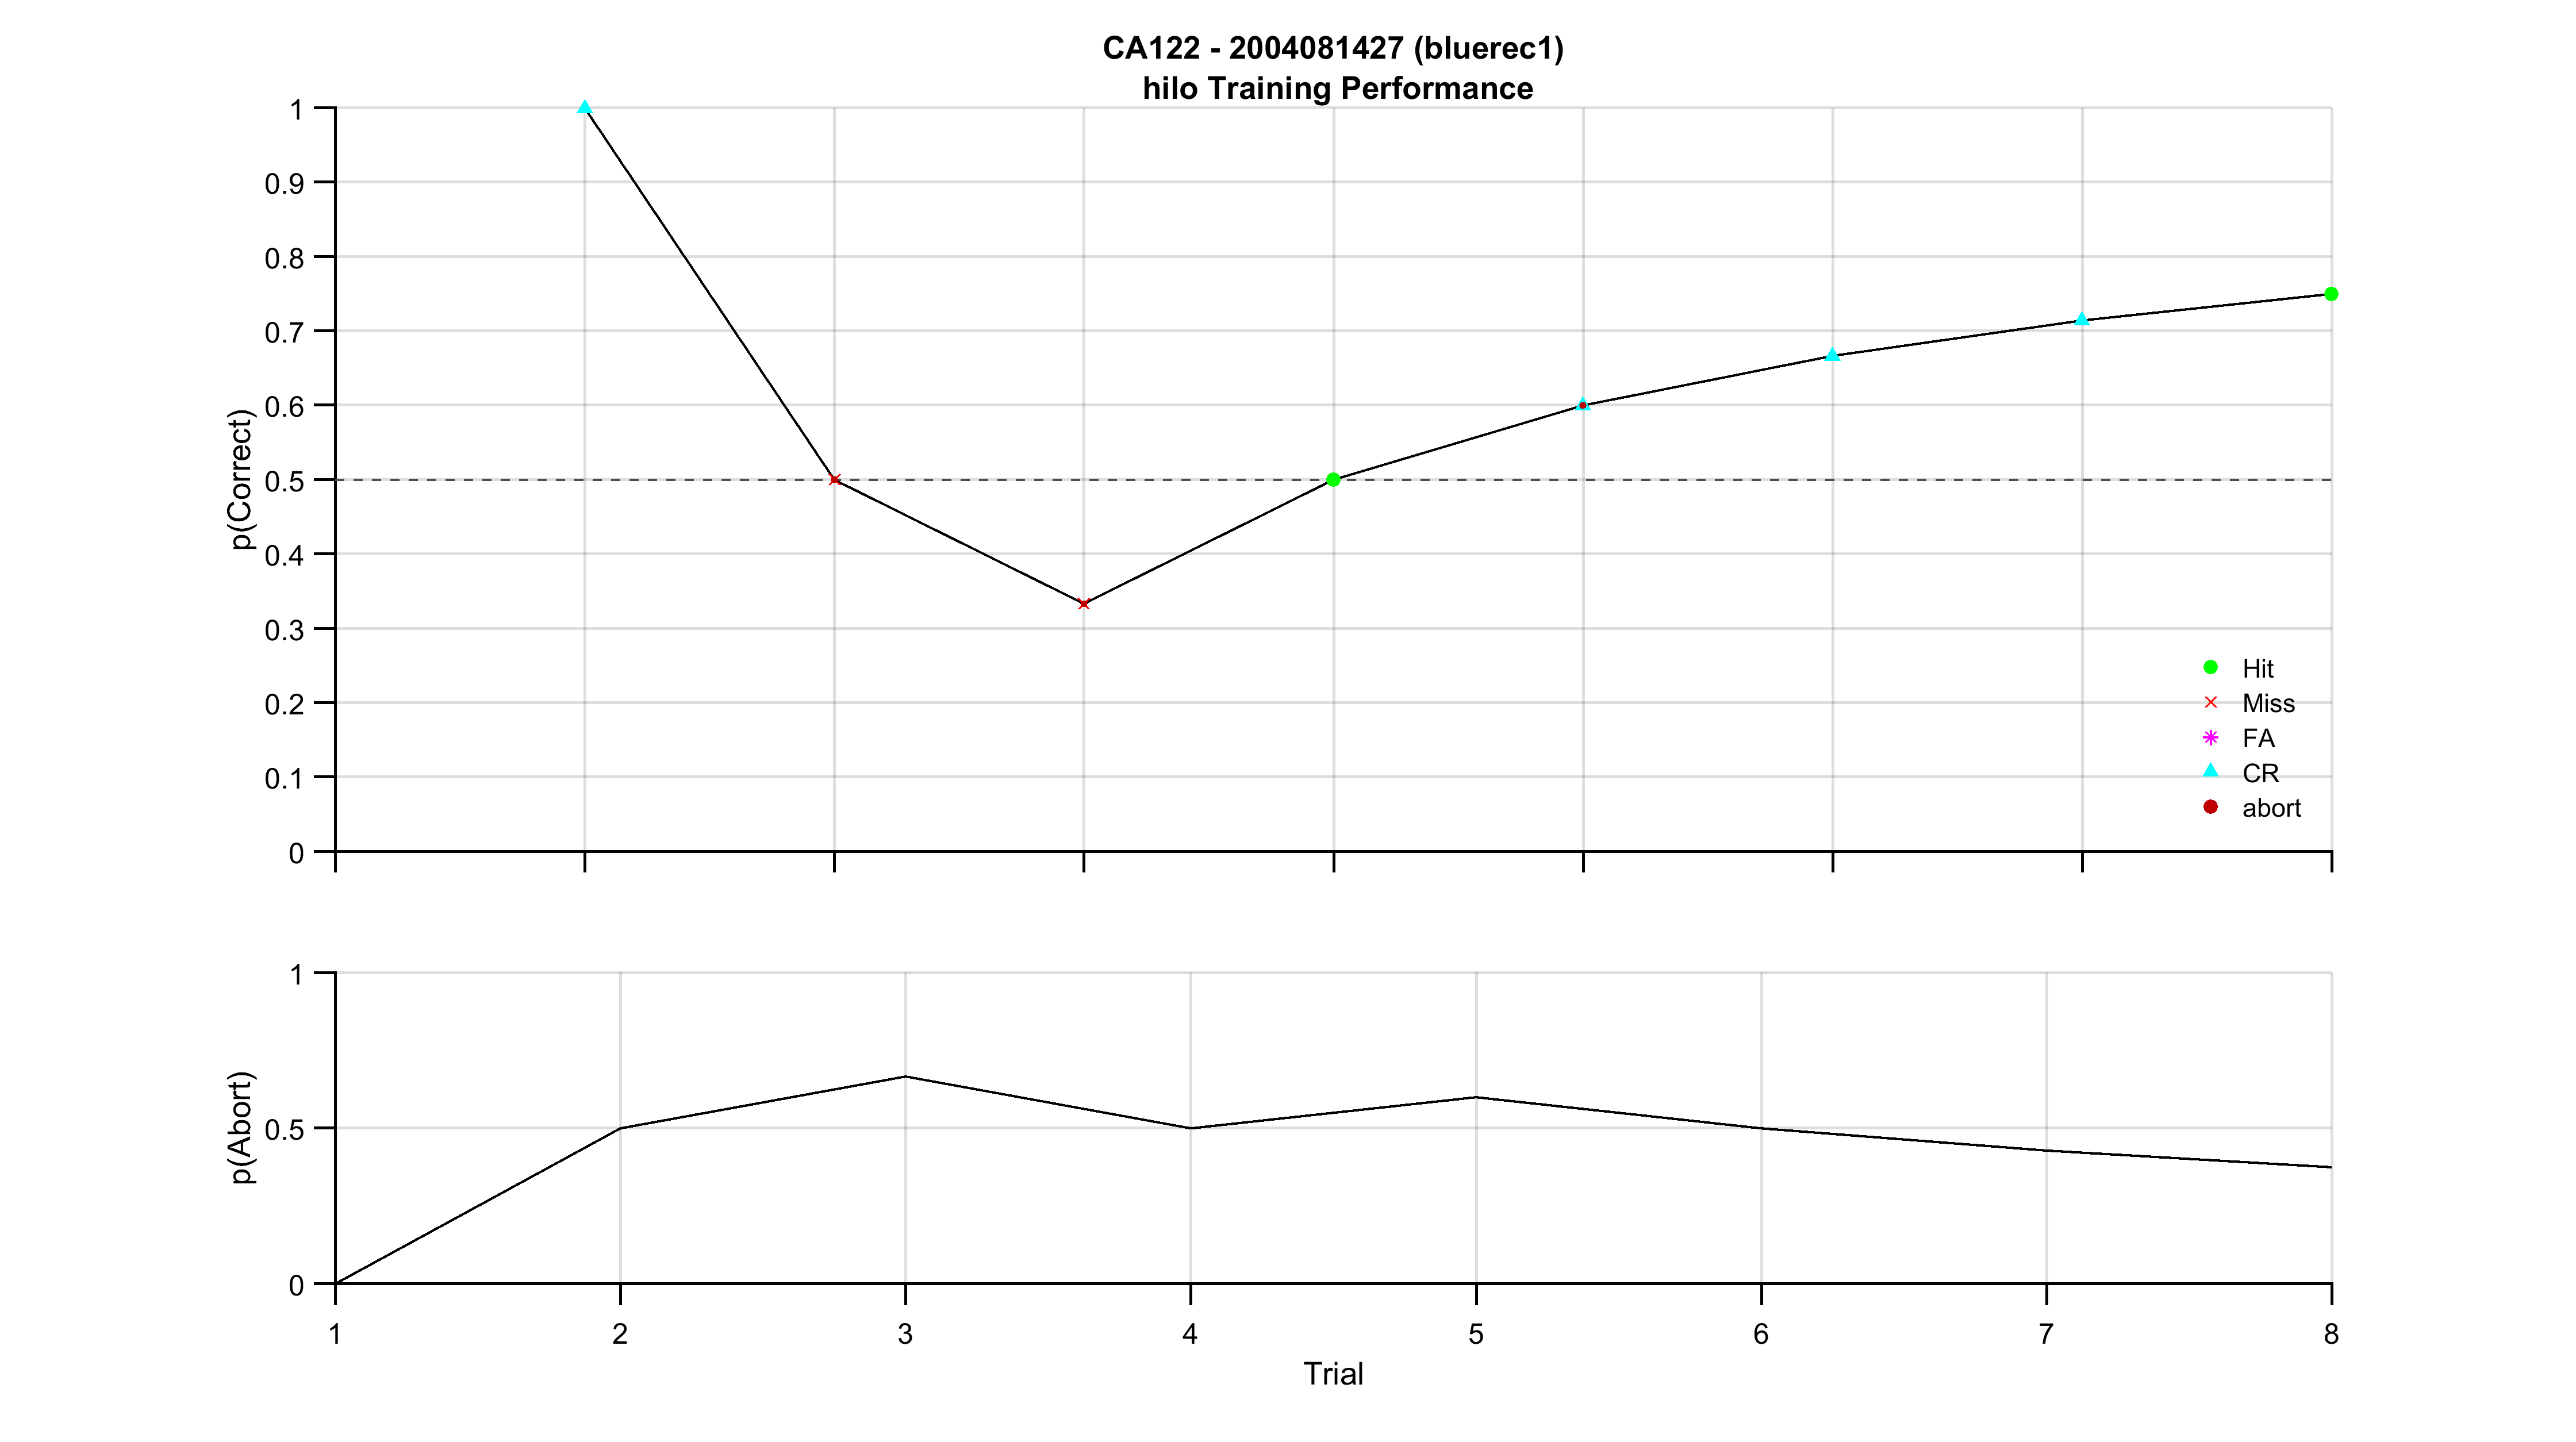 CA122 - 2004081427 (bluerec1)
hilo Training Performance
1
0.9
0.8
0.7
0.6
0.5
0.4
0.3
0.2
0.1
0
p(Correct)
Hit
Miss
FA
CR
abort
1
0.5
0
p(Abort)
1 2 3 4 5 6 7 8
Trial